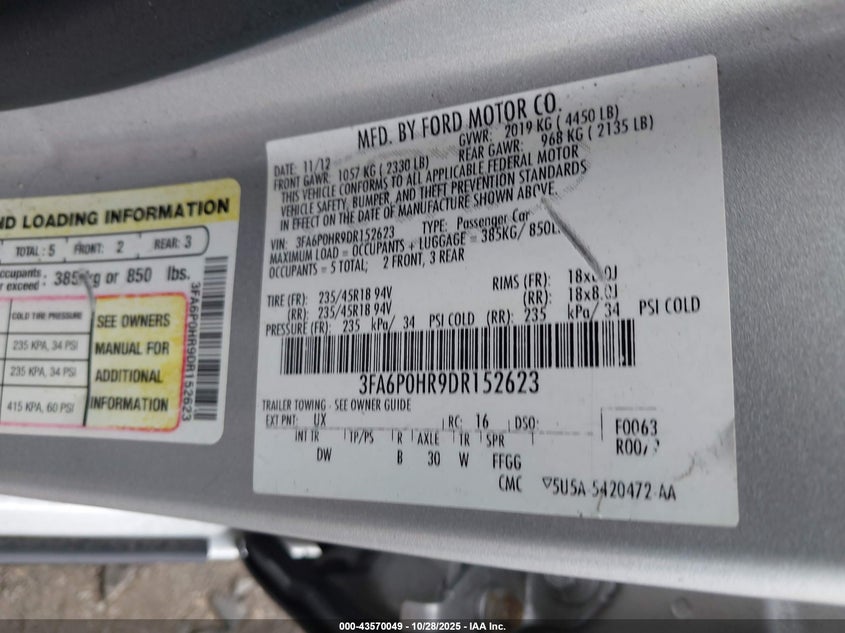 ND LOADING INFORMATION
TOTAL: 5 FRONT: 2 REAR: 3
385 kg or 850 lbs.
COLD TIRE PRESSURE
235 KPA, 34 PSI
235 KPA, 34 PSI
415 KPA, 60 PSI
SEE OWNERS
MANUAL FOR
ADDITIONAL
INFORMATION
3FA6P0HR9DR152623
MFD. BY FORD MOTOR CO.
DATE: 11/12 GVWR: 2019 KG ( 4450 LB)
FRONT GAWR: 1057 KG ( 2330 LB) REAR GAWR: 968 KG ( 2135 LB)
THIS VEHICLE CONFORMS TO ALL APPLICABLE FEDERAL MOTOR
VEHICLE SAFETY, BUMPER, AND THEFT PREVENTION STANDARDS
IN EFFECT ON THE DATE OF MANUFACTURE SHOWN ABOVE.
VIN: 3FA6P0HR9DR152623 TYPE: Passenger Car
MAXIMUM LOAD = OCCUPANTS + LUGGAGE = 385KG/ 850L
OCCUPANTS = 5 TOTAL; 2 FRONT, 3 REAR
TIRE (FR): 235/45R18 94V RIMS (FR):
(RR): 235/45R18 94V (RR): 18x8.0J
PRESSURE (FR): 235 kPa/ 34 PSI COLD (RR): 235 kPa/ 34 PSI COLD
3FA6P0HR9DR152623
TRAILER TOWING - SEE OWNER GUIDE
EXT PNT: UX RC: 16 DSO: F0063
INT TR TP/PS R AXLE TR SPR
DW B 30 W FFGG
CMC 5U5A-5420472-AA
000-43570049 - 10/28/2025 - IAA Inc.